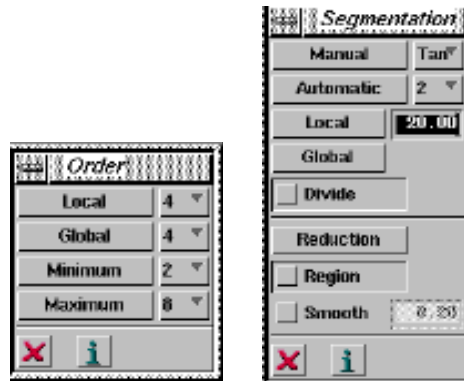 Order
Local 4
Global 4
Minimum 2
Maximum 8
i
Segmentation
Manual Tan
Automatic 2
Local 20.00
Global
Divide
Reduction
Region
Smooth
i